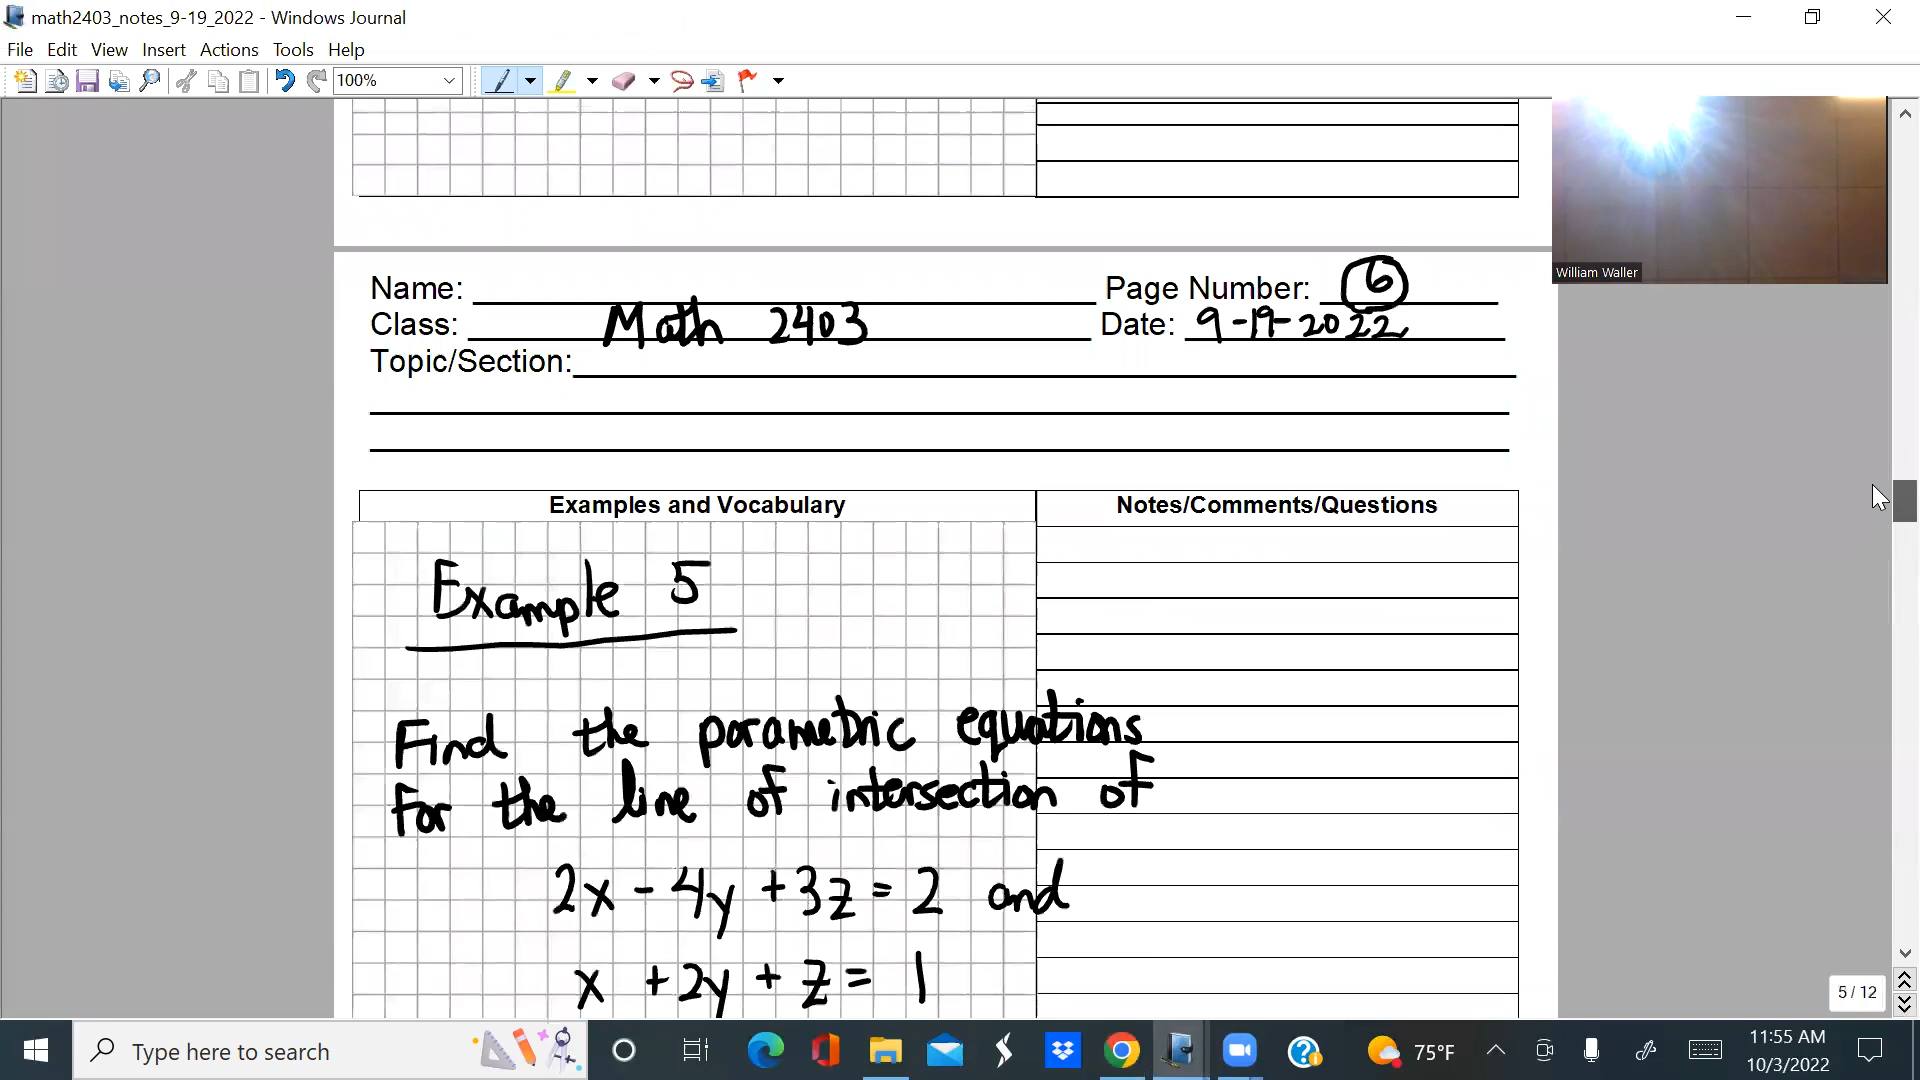 math2403_notes_9-19_2022 - Windows Journal
File Edit View Insert Actions Tools Help
100%
William Waller
Name: Page Number: 6
Class: Math 2403 Date: 9-19-2022
Topic/Section:
Examples and Vocabulary Notes/Comments/Questions
Example 5
Find the parametric equations
for the line of intersection of
2x - 4y + 3z = 2 and
x + 2y + z = 1
5 / 12
Type here to search
75°F
11:55 AM
10/3/2022